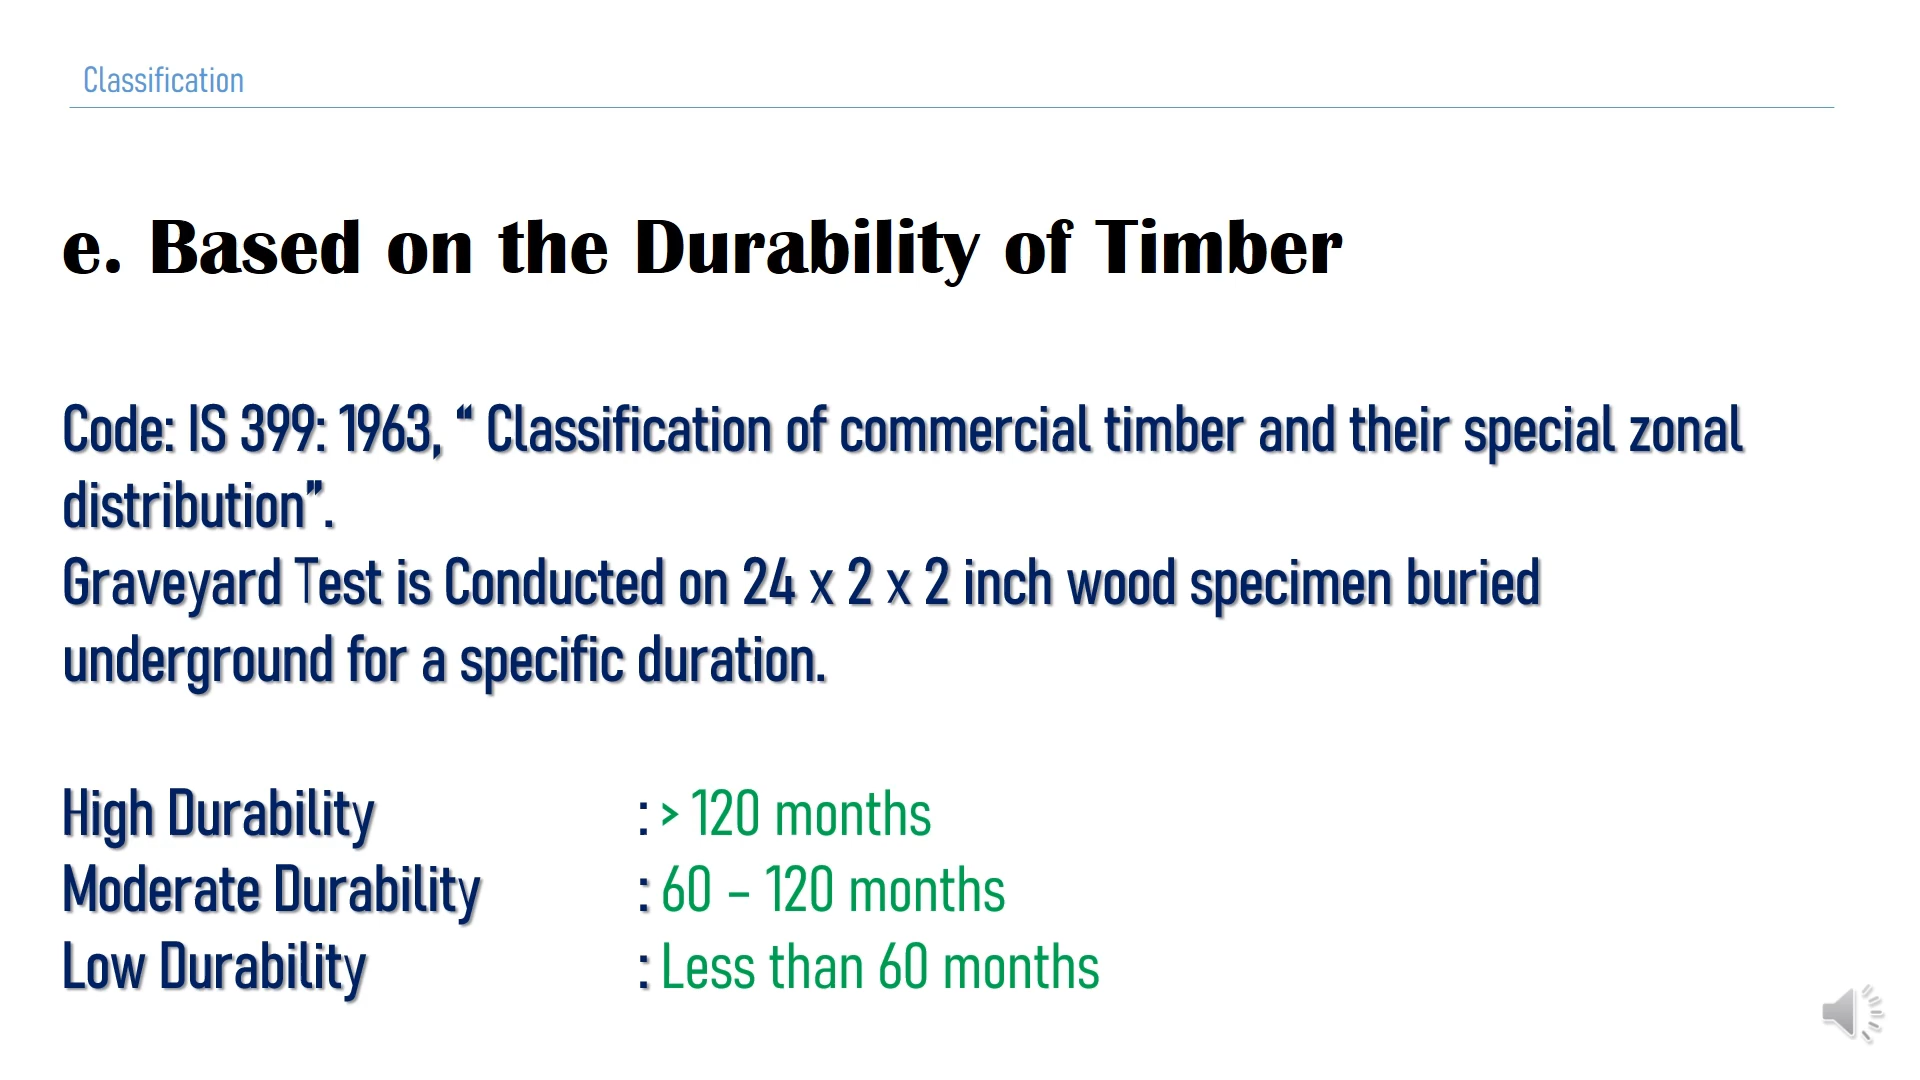 Classification
e. Based on the Durability of Timber
Code: IS 399: 1963, “ Classification of commercial timber and their special zonal
distribution”.
Graveyard Test is Conducted on 24 x 2 x 2 inch wood specimen buried
underground for a specific duration.
High Durability : > 120 months
Moderate Durability : 60 – 120 months
Low Durability : Less than 60 months